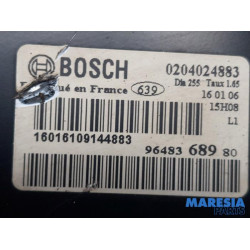 BOSCH 0204024883
en France 639 Dia 255 Taux 1.65
16 01 06
15H08
L1
16016109144883
96483 689 80
MARESIA
PARTS